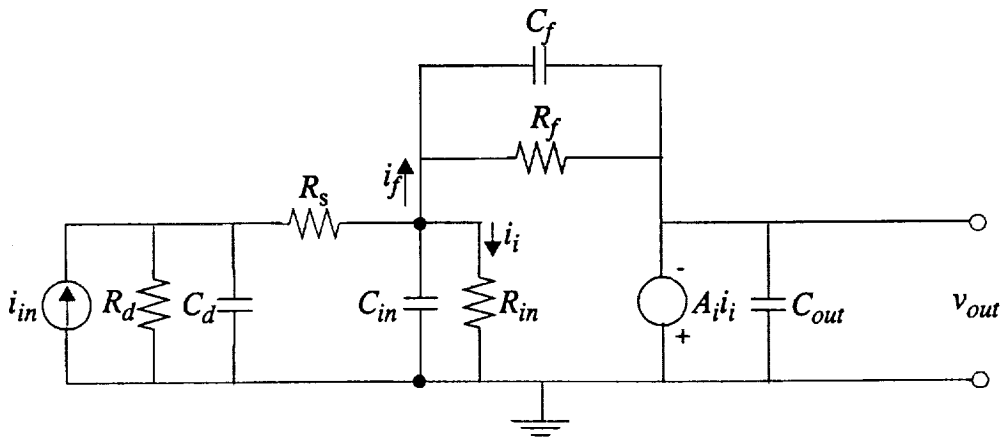 C_f
R_f
i_f
R_s
i_i
i_in
R_d
C_d
C_in
R_in
-
A_i i_i
+
C_out
v_out